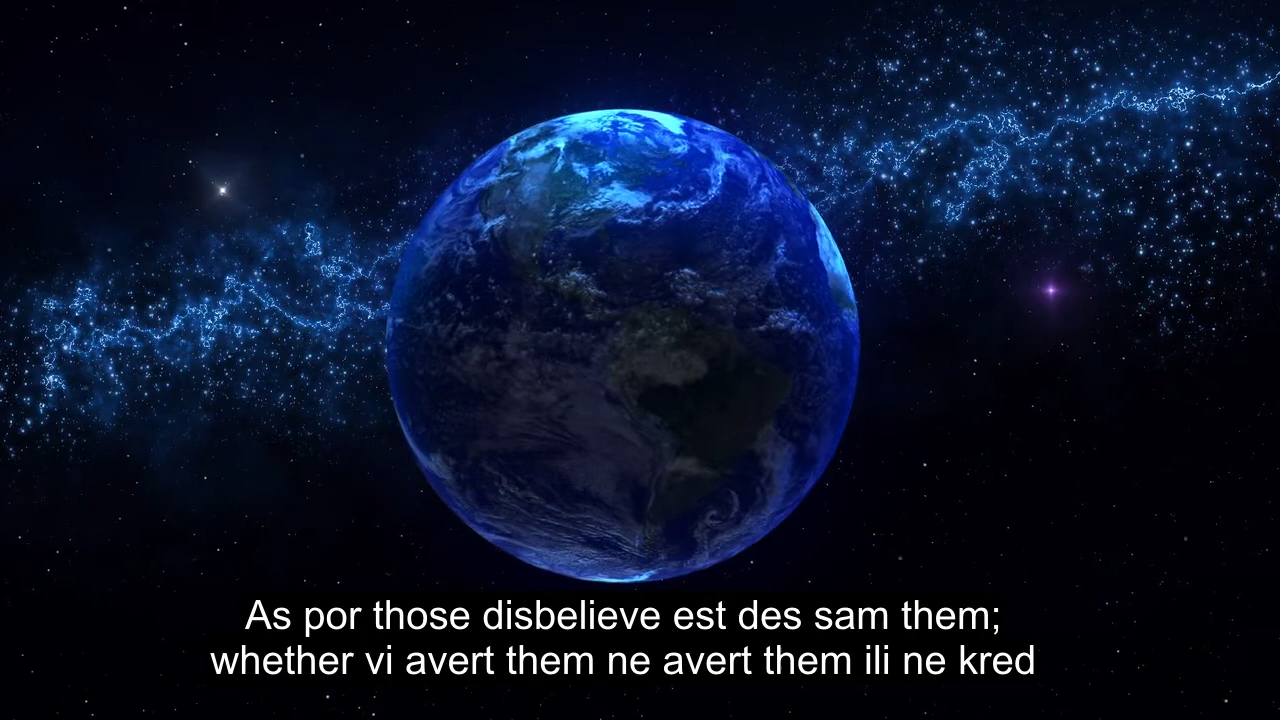 As por those disbelieve est des sam them;
whether vi avert them ne avert them ili ne kred